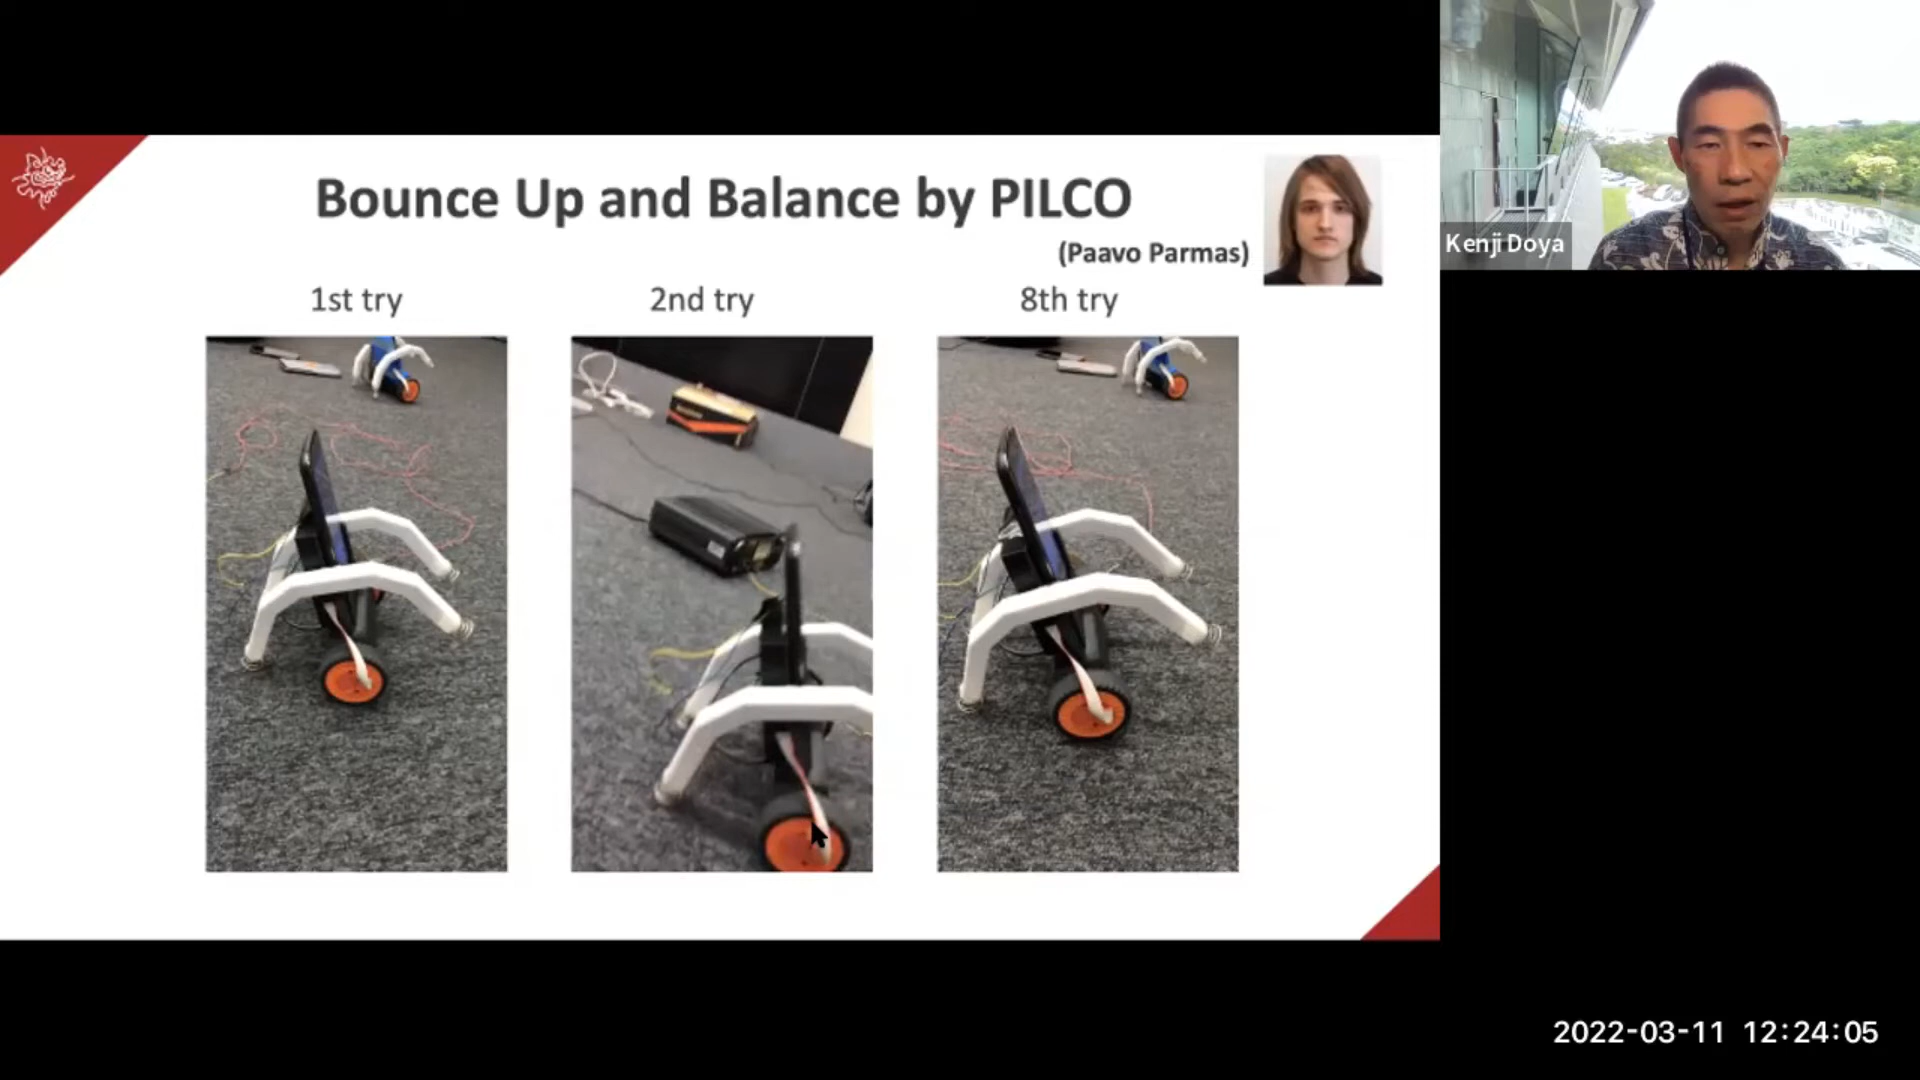 Bounce Up and Balance by PILCO
(Paavo Parmas)
1st try
2nd try
8th try
Kenji Doya
2022-03-11 12:24:05